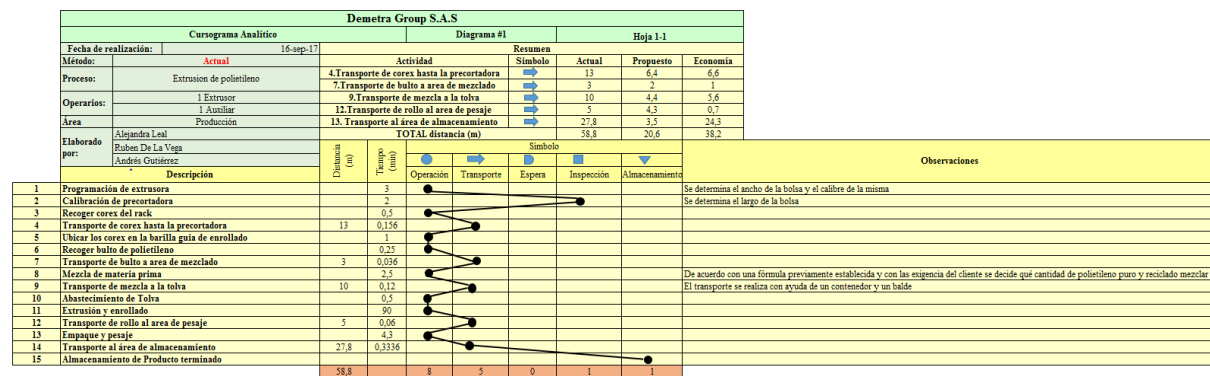 Demetra Group S.A.S
Cursograma Analítico Diagrama #1 Hoja 1-1
Fecha de realización: 16-sep-17 Resumen
Método: Actual Actividad Simbolo Actual Propuesto Economía
Proceso: Extrusion de polietileno
4.Transporte de corex hasta la precortadora 13 6,4 6,6
7.Transporte de bulto a area de mezclado 3 2 1
Operarios: 1 Extrusor 9.Transporte de mezcla a la tolva 10 4,4 5,6
1 Auxiliar 12.Transporte de rollo al area de pesaje 5 4,3 0,7
Área Producción 13. Transporte al área de almacenamiento 27,8 3,5 24,3
Elaborado por: Alejandra Leal TOTAL distancia (m) 58,8 20,6 38,2
Ruben De La Vega
Andrés Gutiérrez
Distancia (m) Tiempo (min) Simbolo Observaciones
Descripción Operación Transporte Espera Inspección Almacenamiento
1 Programación de extrusora 3 Se determina el ancho de la bolsa y el calibre de la misma
2 Calibración de precortadora 2 Se determina el largo de la bolsa
3 Recoger corex del rack 0,5
4 Transporte de corex hasta la precortadora 13 0,156
5 Ubicar los corex en la barilla guia de enrollado 1
6 Recoger bulto de polietileno 0,25
7 Transporte de bulto a area de mezclado 3 0,036
8 Mezcla de materia prima 2,5 De acuerdo con una fórmula previamente establecida y con las exigencia del cliente se decide qué cantidad de polietileno puro y reciclado mezclar
9 Transporte de mezcla a la tolva 10 0,12 El transporte se realiza con ayuda de un contenedor y un balde
10 Abastecimiento de Tolva 0,5
11 Extrusión y enrollado 90
12 Transporte de rollo al area de pesaje 5 0,06
13 Empaque y pesaje 4,3
14 Transporte al área de almacenamiento 27,8 0,3336
15 Almacenamiento de Producto terminado
58,8 8 5 0 1 1